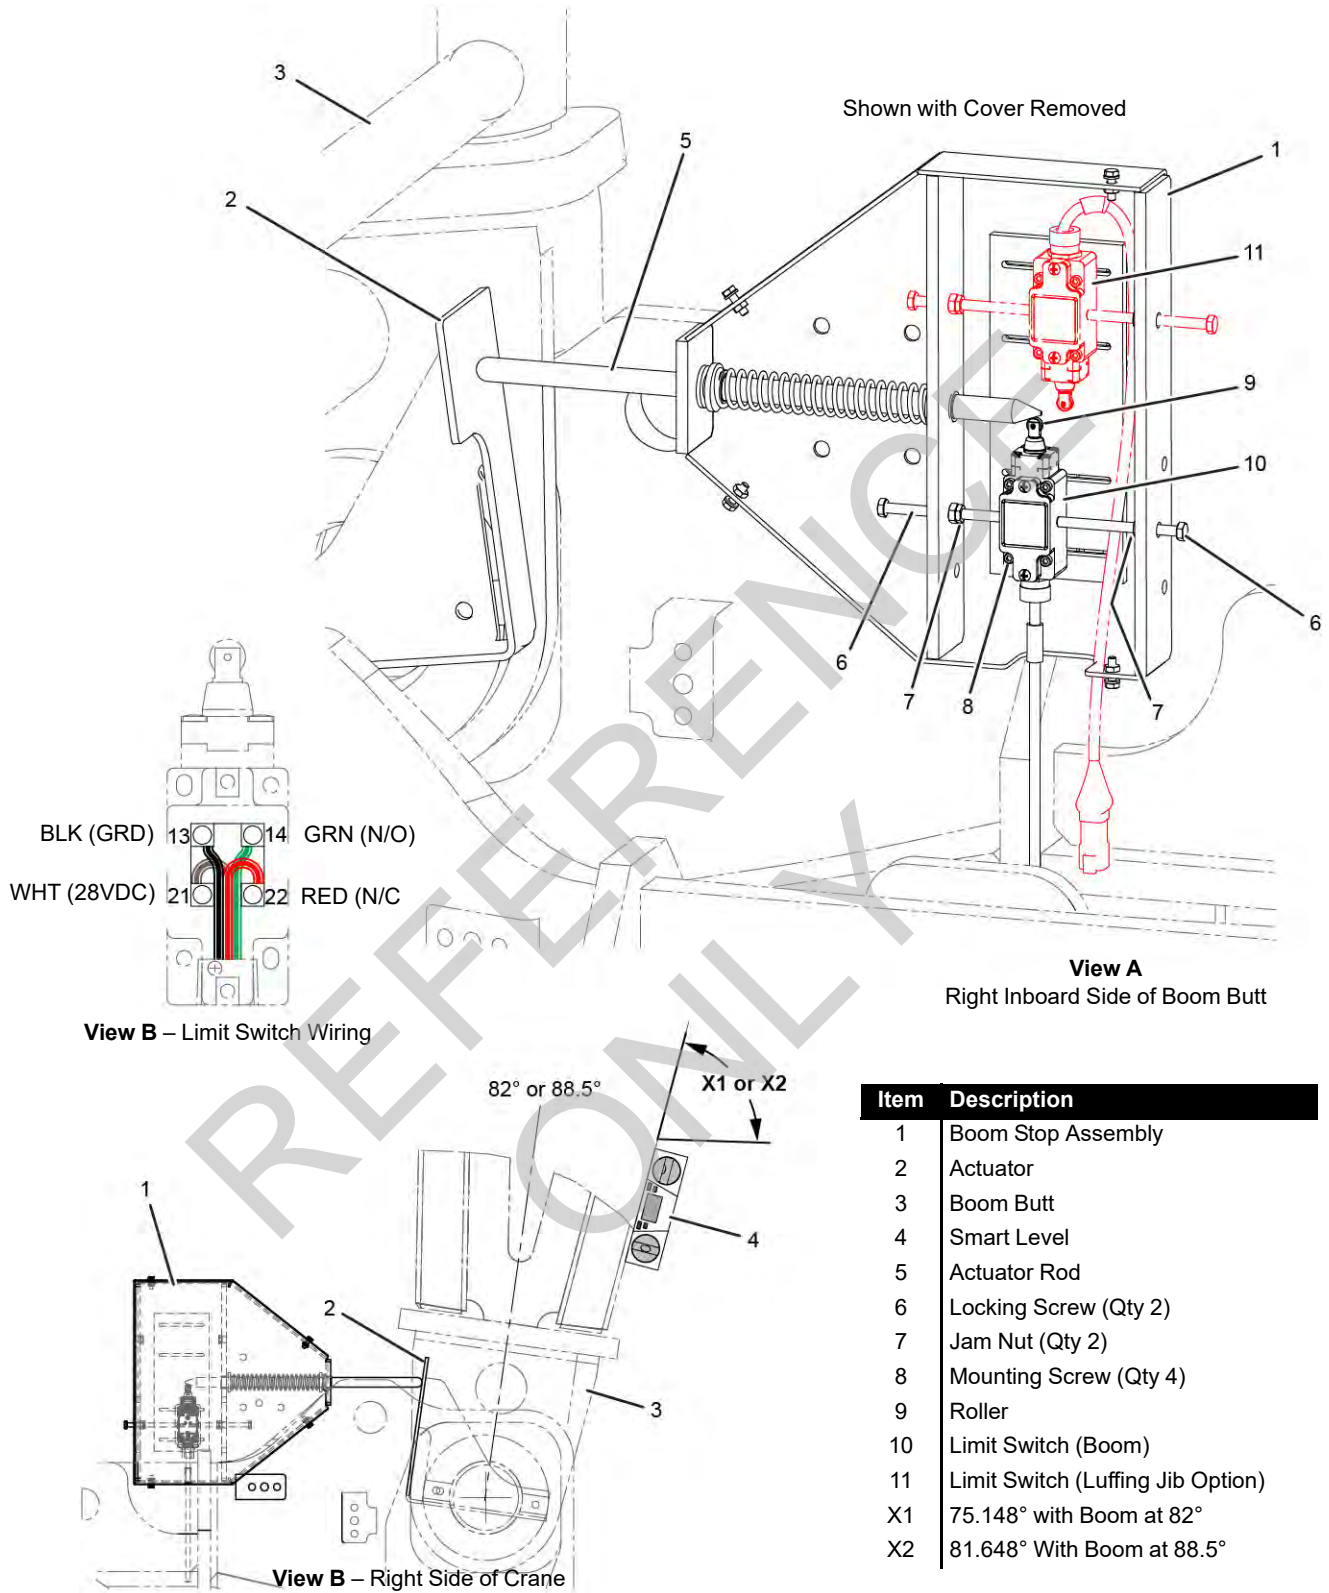 3
Shown with Cover Removed
5
1
2
11
9
10
6
6
7
8
7
BLK (GRD) 13 14 GRN (N/O)
WHT (28VDC) 21 22 RED (N/C
View A
Right Inboard Side of Boom Butt
View B – Limit Switch Wiring
82° or 88.5°
X1 or X2
1
4
2
3
View B – Right Side of Crane
Item Description
1 Boom Stop Assembly
2 Actuator
3 Boom Butt
4 Smart Level
5 Actuator Rod
6 Locking Screw (Qty 2)
7 Jam Nut (Qty 2)
8 Mounting Screw (Qty 4)
9 Roller
10 Limit Switch (Boom)
11 Limit Switch (Luffing Jib Option)
X1 75.148° with Boom at 82°
X2 81.648° With Boom at 88.5°
REFERENCE
ONLY